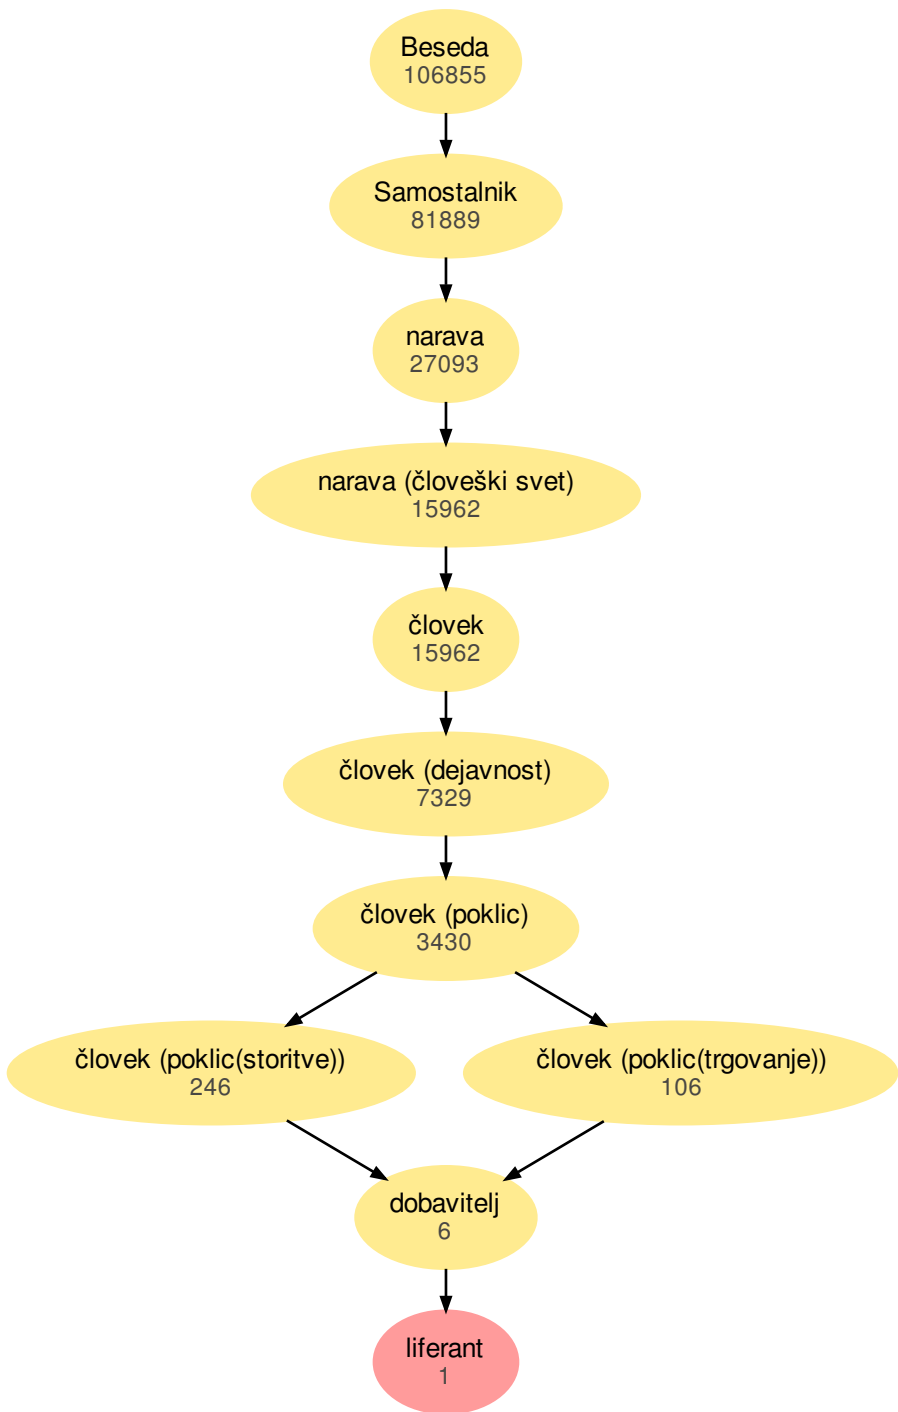 Beseda
106855
Samostalnik
81889
narava
27093
narava (človeški svet)
15962
človek
15962
človek (dejavnost)
7329
človek (poklic)
3430
človek (poklic(storitve))
246
človek (poklic(trgovanje))
106
dobavitelj
6
liferant
1